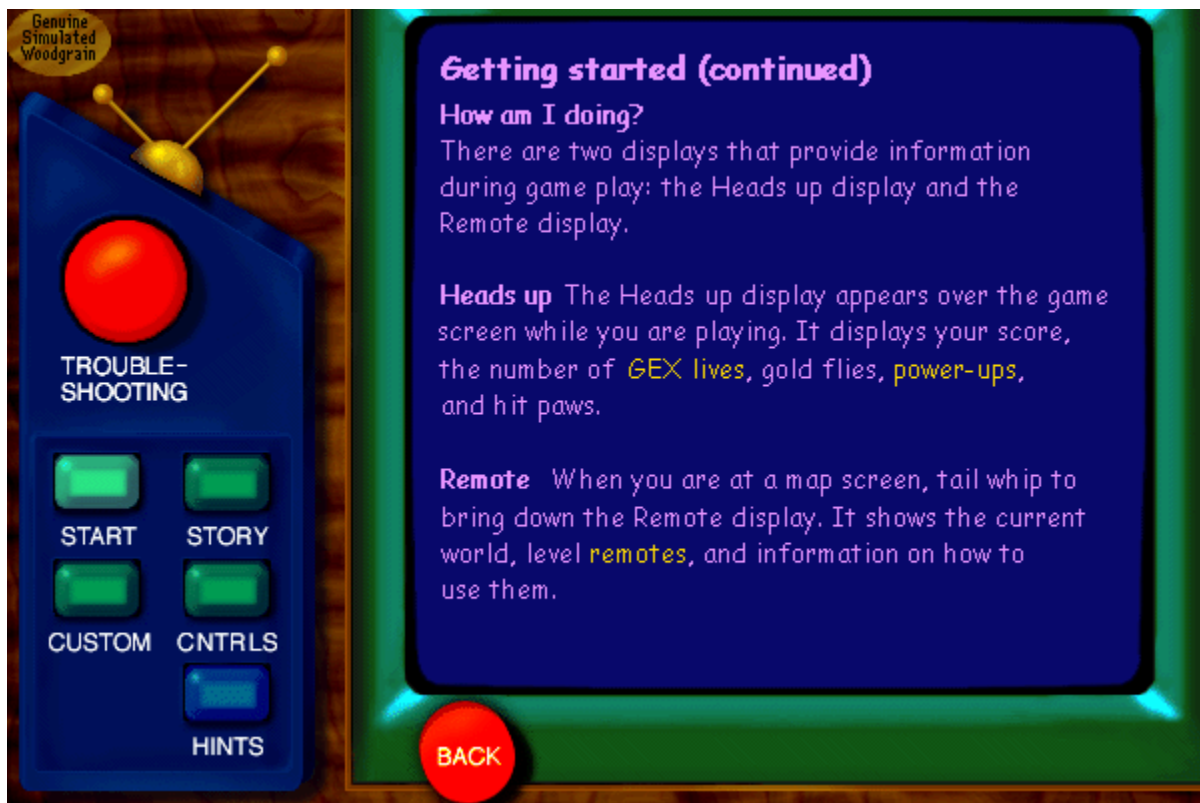 Genuine
Simulated
Woodgrain
TROUBLE-
SHOOTING
START STORY
CUSTOM CNTRLS
HINTS
Getting started (continued)
How am I doing?
There are two displays that provide information
during game play: the Heads up display and the
Remote display.
Heads up The Heads up display appears over the game
screen while you are playing. It displays your score,
the number of GEX lives, gold flies, power-ups,
and hit paws.
Remote When you are at a map screen, tail whip to
bring down the Remote display. It shows the current
world, level remotes, and information on how to
use them.
BACK